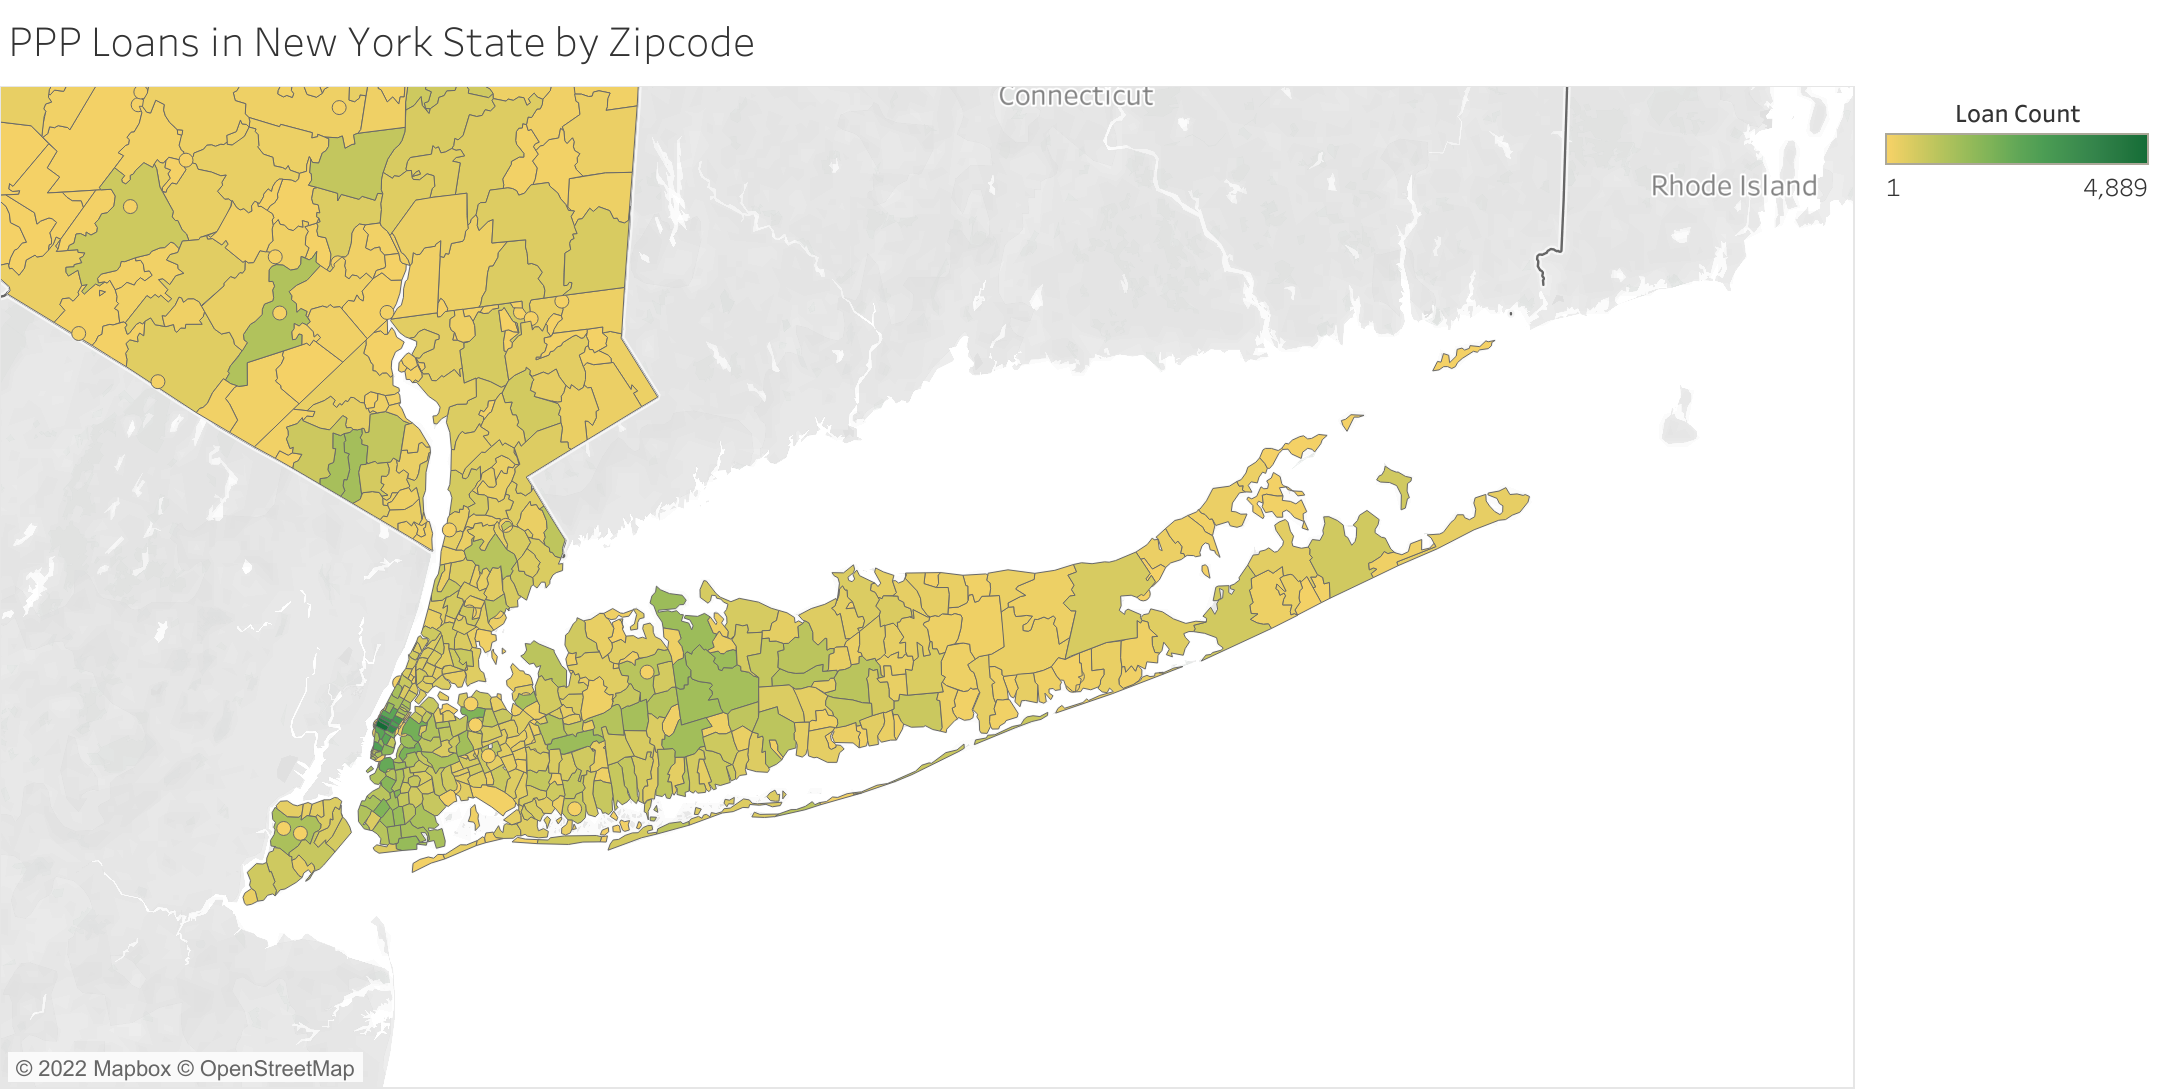 PPP Loans in New York State by Zipcode
Connecticut
Loan Count
1
4,889
Rhode Island
© 2022 Mapbox © OpenStreetMap